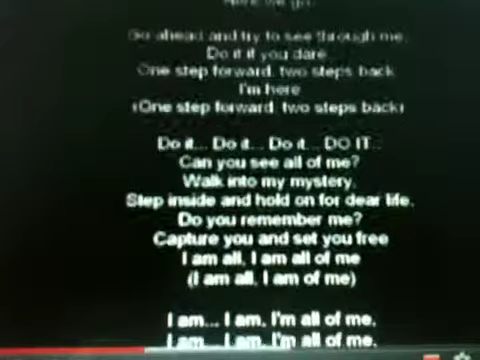 Here we go.
Go ahead and try to see through me.
Do it if you dare
One step forward, two steps back
I'm here
(One step forward, two steps back)
Do it... Do it... Do it... DO IT..
Can you see all of me?
Walk into my mystery.
Step inside and hold on for dear life.
Do you remember me?
Capture you and set you free
I am all, I am all of me
(I am all, I am of me)
I am... I am, I'm all of me.
I am... I am, I'm all of me.